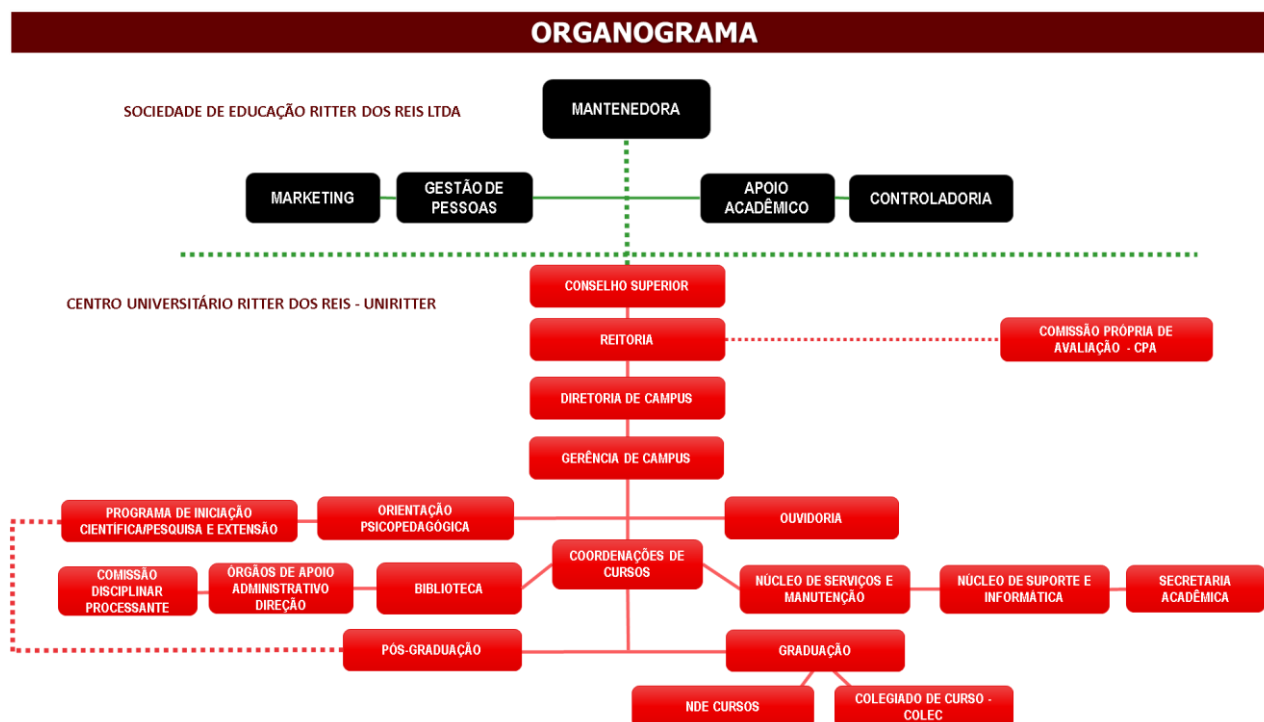 ORGANOGRAMA
SOCIEDADE DE EDUCAÇÃO RITTER DOS REIS LTDA
MANTENEDORA
MARKETING
GESTÃO DE
PESSOAS
APOIO
ACADÊMICO
CONTROLADORIA
CONSELHO SUPERIOR
CENTRO UNIVERSITÁRIO RITTER DOS REIS - UNIRITTER
REITORIA
COMISSÃO PRÓPRIA DE
AVALIAÇÃO - CPA
DIRETORIA DE CAMPUS
GERÊNCIA DE CAMPUS
PROGRAMA DE INICIAÇÃO
CIENTÍFICA/PESQUISA E EXTENSÃO
ORIENTAÇÃO
PSICOPEDAGÓGICA
OUVIDORIA
COORDENAÇÕES DE
CURSOS
COMISSÃO
DISCIPLINAR
PROCESSANTE
ÓRGÃOS DE APOIO
ADMINISTRATIVO
DIREÇÃO
BIBLIOTECA
NÚCLEO DE SERVIÇOS E
MANUTENÇÃO
NÚCLEO DE SUPORTE E
INFORMÁTICA
SECRETARIA
ACADÊMICA
PÓS-GRADUAÇÃO
GRADUAÇÃO
NDE CURSOS
COLEGIADO DE CURSO -
COLEC